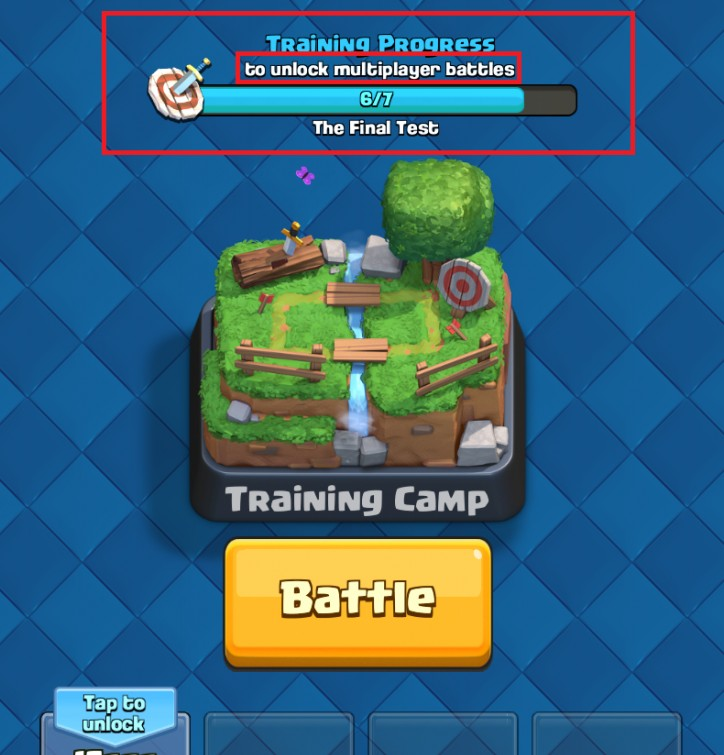 Training Progress
to unlock multiplayer battles
6/7
The Final Test
Training Camp
Battle
Tap to
unlock